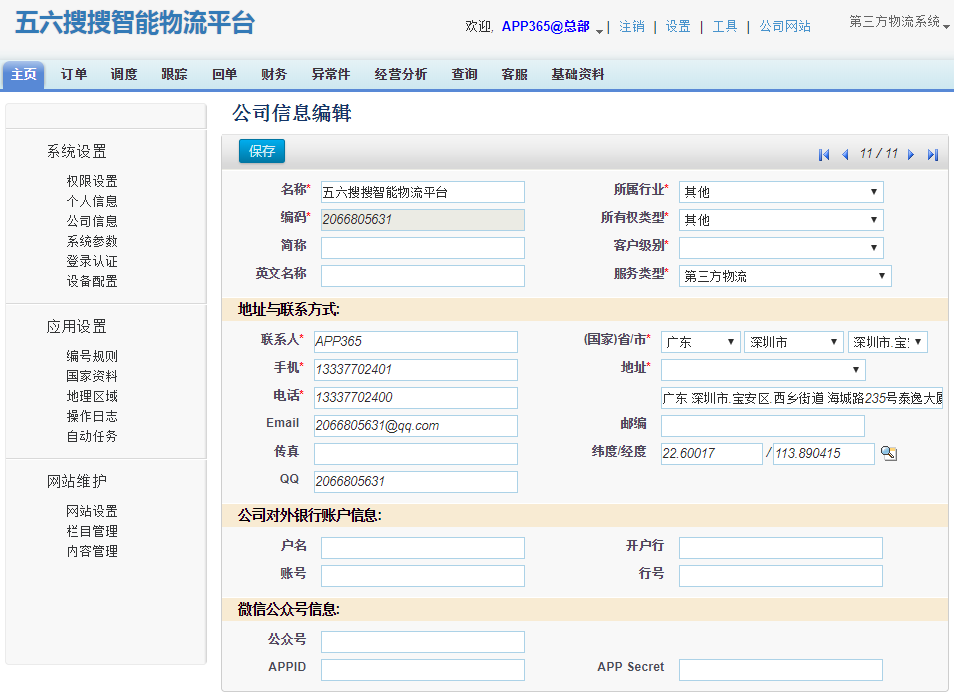 五六搜搜智能物流平台
欢迎, APP365@总部 | 注销 | 设置 | 工具 | 公司网站
第三方物流系统
主页 订单 调度 跟踪 回单 财务 异常件 经营分析 查询 客服 基础资料
系统设置
权限设置
个人信息
公司信息
系统参数
登录认证
设备配置
应用设置
编号规则
国家资料
地理区域
操作日志
自动任务
网站维护
网站设置
栏目管理
内容管理
公司信息编辑
保存 11 / 11
名称* 五六搜搜智能物流平台 所属行业* 其他
编码* 2066805631 所有权类型* 其他
简称 客户级别*
英文名称 服务类型* 第三方物流
地址与联系方式:
联系人* APP365 (国家)省/市* 广东 深圳市 深圳市.宝
手机* 13337702401 地址*
电话* 13337702400 广东 深圳市.宝安区.西乡街道 海城路235号泰逸大厦
Email 2066805631@qq.com 邮编
传真 纬度/经度 22.60017 / 113.890415
QQ 2066805631
公司对外银行账户信息:
户名 开户行
账号 行号
微信公众号信息:
公众号
APPID APP Secret